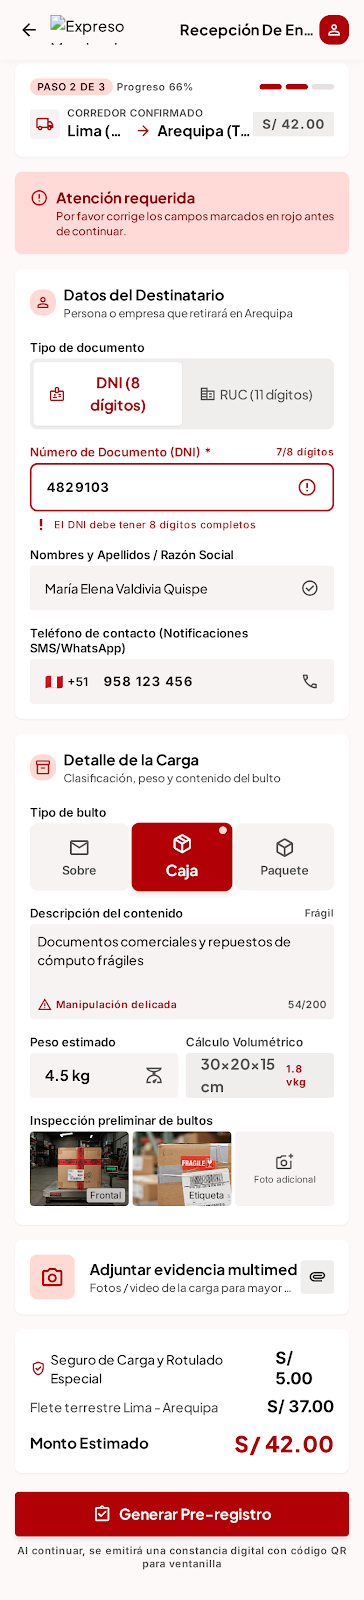 Expreso
Recepción De En...
PASO 2 DE 3 Progreso 66%
CORREDOR CONFIRMADO
Lima (... → Arequipa (T...
S/ 42.00
Atención requerida
Por favor corrige los campos marcados en rojo antes
de continuar.
Datos del Destinatario
Persona o empresa que retirará en Arequipa
Tipo de documento
DNI (8
dígitos)
RUC (11 dígitos)
Número de Documento (DNI) * 7/8 dígitos
4829103
! El DNI debe tener 8 dígitos completos
Nombres y Apellidos / Razón Social
María Elena Valdivia Quispe
Teléfono de contacto (Notificaciones
SMS/WhatsApp)
+51 958 123 456
Detalle de la Carga
Clasificación, peso y contenido del bulto
Tipo de bulto
Sobre
Caja
Paquete
Descripción del contenido Frágil
Documentos comerciales y repuestos de
cómputo frágiles
Manipulación delicada 54/200
Peso estimado
4.5 kg
Cálculo Volumétrico
30×20×15
cm
1.8
vkg
Inspección preliminar de bultos
Frontal
FRAGILE
Etiqueta
Foto adicional
Adjuntar evidencia multimed
Fotos / video de la carga para mayor ...
Seguro de Carga y Rotulado
Especial
S/
5.00
Flete terrestre Lima - Arequipa S/ 37.00
Monto Estimado S/ 42.00
Generar Pre-registro
Al continuar, se emitirá una constancia digital con código QR
para ventanilla